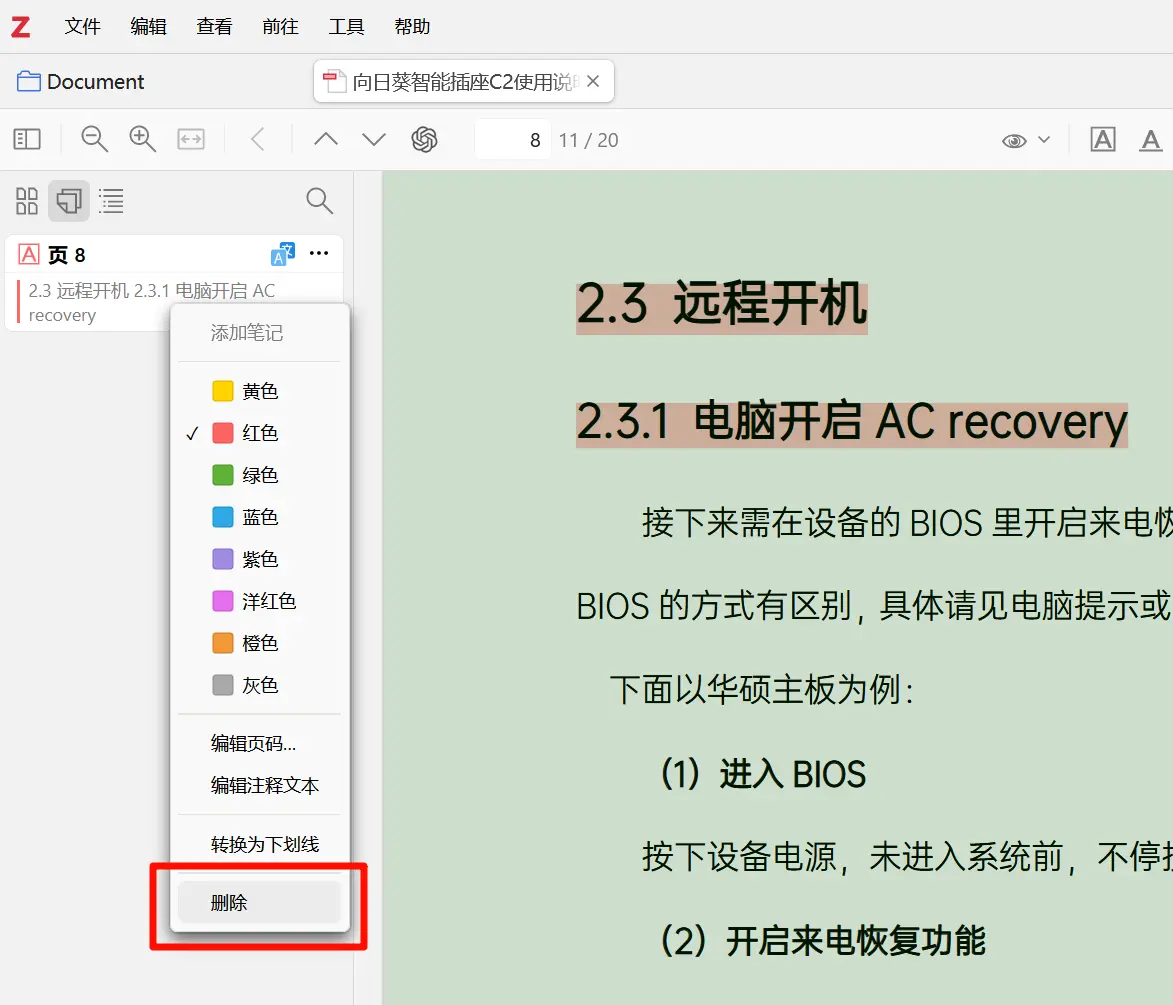 Z 文件 编辑 查看 前往 工具 帮助
Document 向日葵智能插座C2使用说
8 11 / 20 A A
A 页 8 A 文 ...
2.3 远程开机 2.3.1 电脑开启 AC
recovery
添加笔记
黄色
✓ 红色
绿色
蓝色
紫色
洋红色
橙色
灰色
编辑页码...
编辑注释文本
转换为下划线
删除
2.3 远程开机
2.3.1 电脑开启 AC recovery
接下来需在设备的 BIOS 里开启来电恢
BIOS 的方式有区别，具体请见电脑提示或
下面以华硕主板为例：
（1）进入 BIOS
按下设备电源，未进入系统前，不停按
（2）开启来电恢复功能